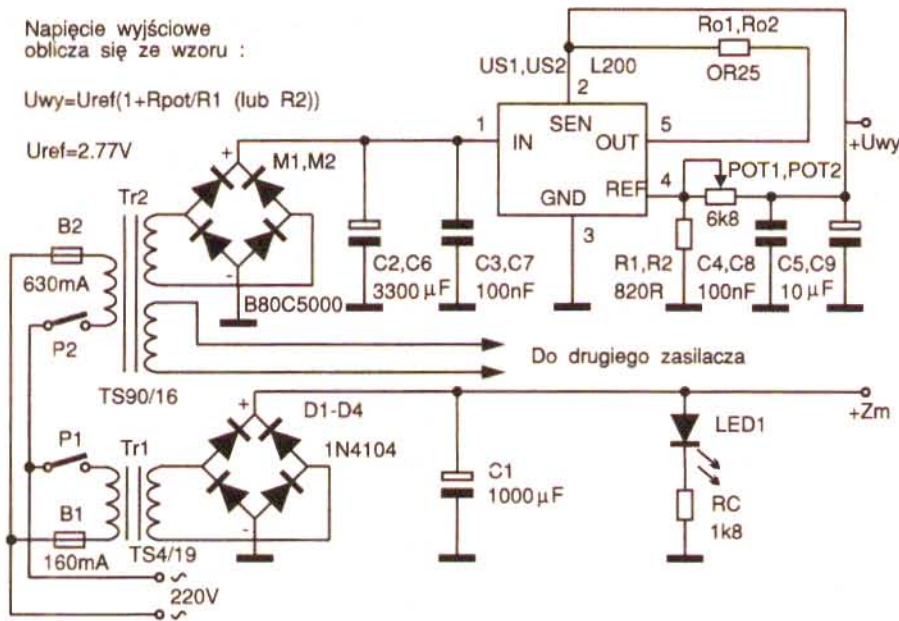 Napięcie wyjściowe
oblicza się ze wzoru :
Uwy=Uref(1+Rpot/R1 (lub R2))
Uref=2.77V
Ro1,Ro2
OR25
US1,US2
L200
2
SEN
1
IN
OUT
5
REF
4
GND
3
+Uwy
POT1,POT2
6k8
M1,M2
+
-
B80C5000
C2,C6
3300 µF
C3,C7
100nF
R1,R2
820R
C4,C8
100nF
C5,C9
10 µF
Tr2
B2
630mA
P2
TS90/16
Do drugiego zasilacza
P1
Tr1
B1
160mA
TS4/19
220V
+
-
D1-D4
1N4104
C1
1000 µF
LED1
RC
1k8
+Zm